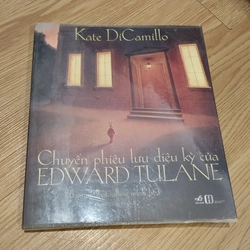 Kate DiCamillo
Chuyến phiêu lưu diệu kỳ của
EDWARD TULANE